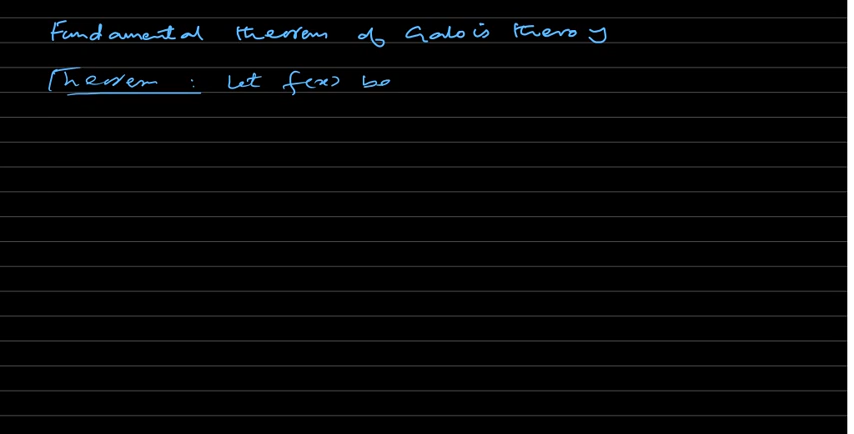 Fundamental theorem of Galois theory
Theorem : Let f(x) be